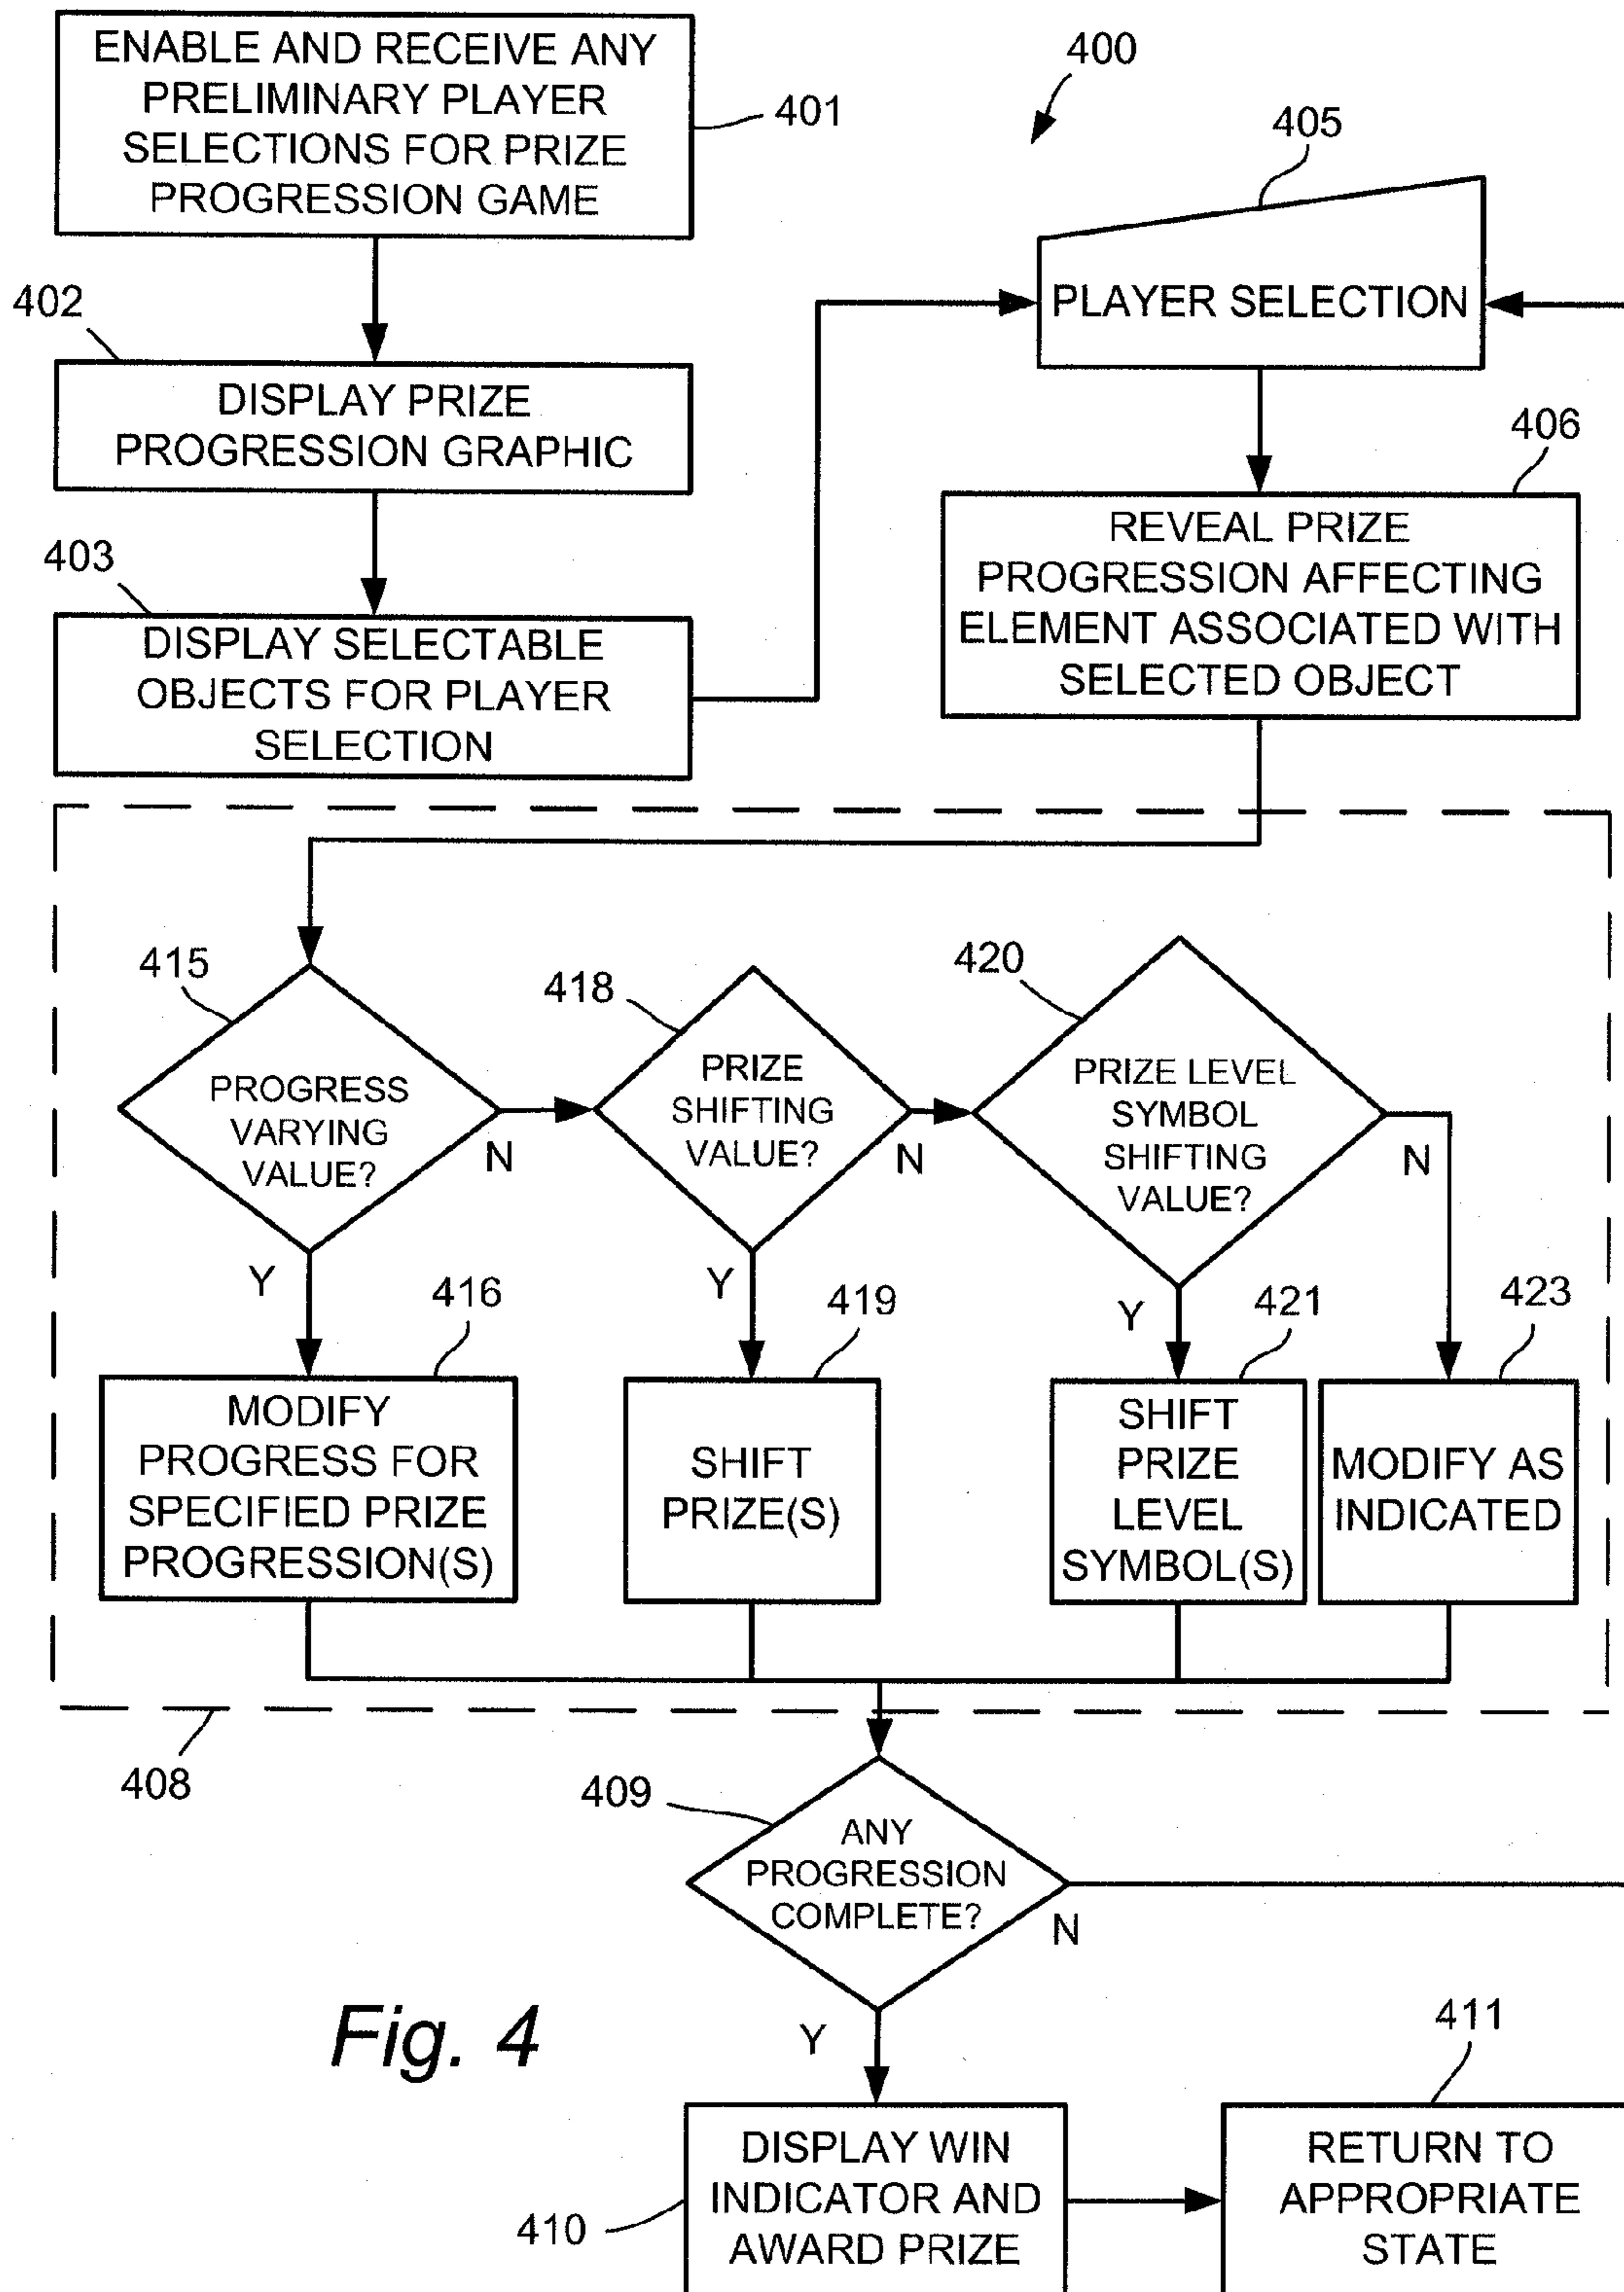 ENABLE AND RECEIVE ANY
PRELIMINARY PLAYER
SELECTIONS FOR PRIZE
PROGRESSION GAME
401
400
402
DISPLAY PRIZE
PROGRESSION GRAPHIC
403
DISPLAY SELECTABLE
OBJECTS FOR PLAYER
SELECTION
405
PLAYER SELECTION
406
REVEAL PRIZE
PROGRESSION AFFECTING
ELEMENT ASSOCIATED WITH
SELECTED OBJECT
415
PROGRESS
VARYING
VALUE?
N
Y
418
PRIZE
SHIFTING
VALUE?
N
Y
420
PRIZE LEVEL
SYMBOL
SHIFTING
VALUE?
N
Y
416
MODIFY
PROGRESS FOR
SPECIFIED PRIZE
PROGRESSION(S)
419
SHIFT
PRIZE(S)
421
SHIFT
PRIZE
LEVEL
SYMBOL(S)
423
MODIFY AS
INDICATED
408
409
ANY
PROGRESSION
COMPLETE?
N
Y
Fig. 4
410
DISPLAY WIN
INDICATOR AND
AWARD PRIZE
411
RETURN TO
APPROPRIATE
STATE